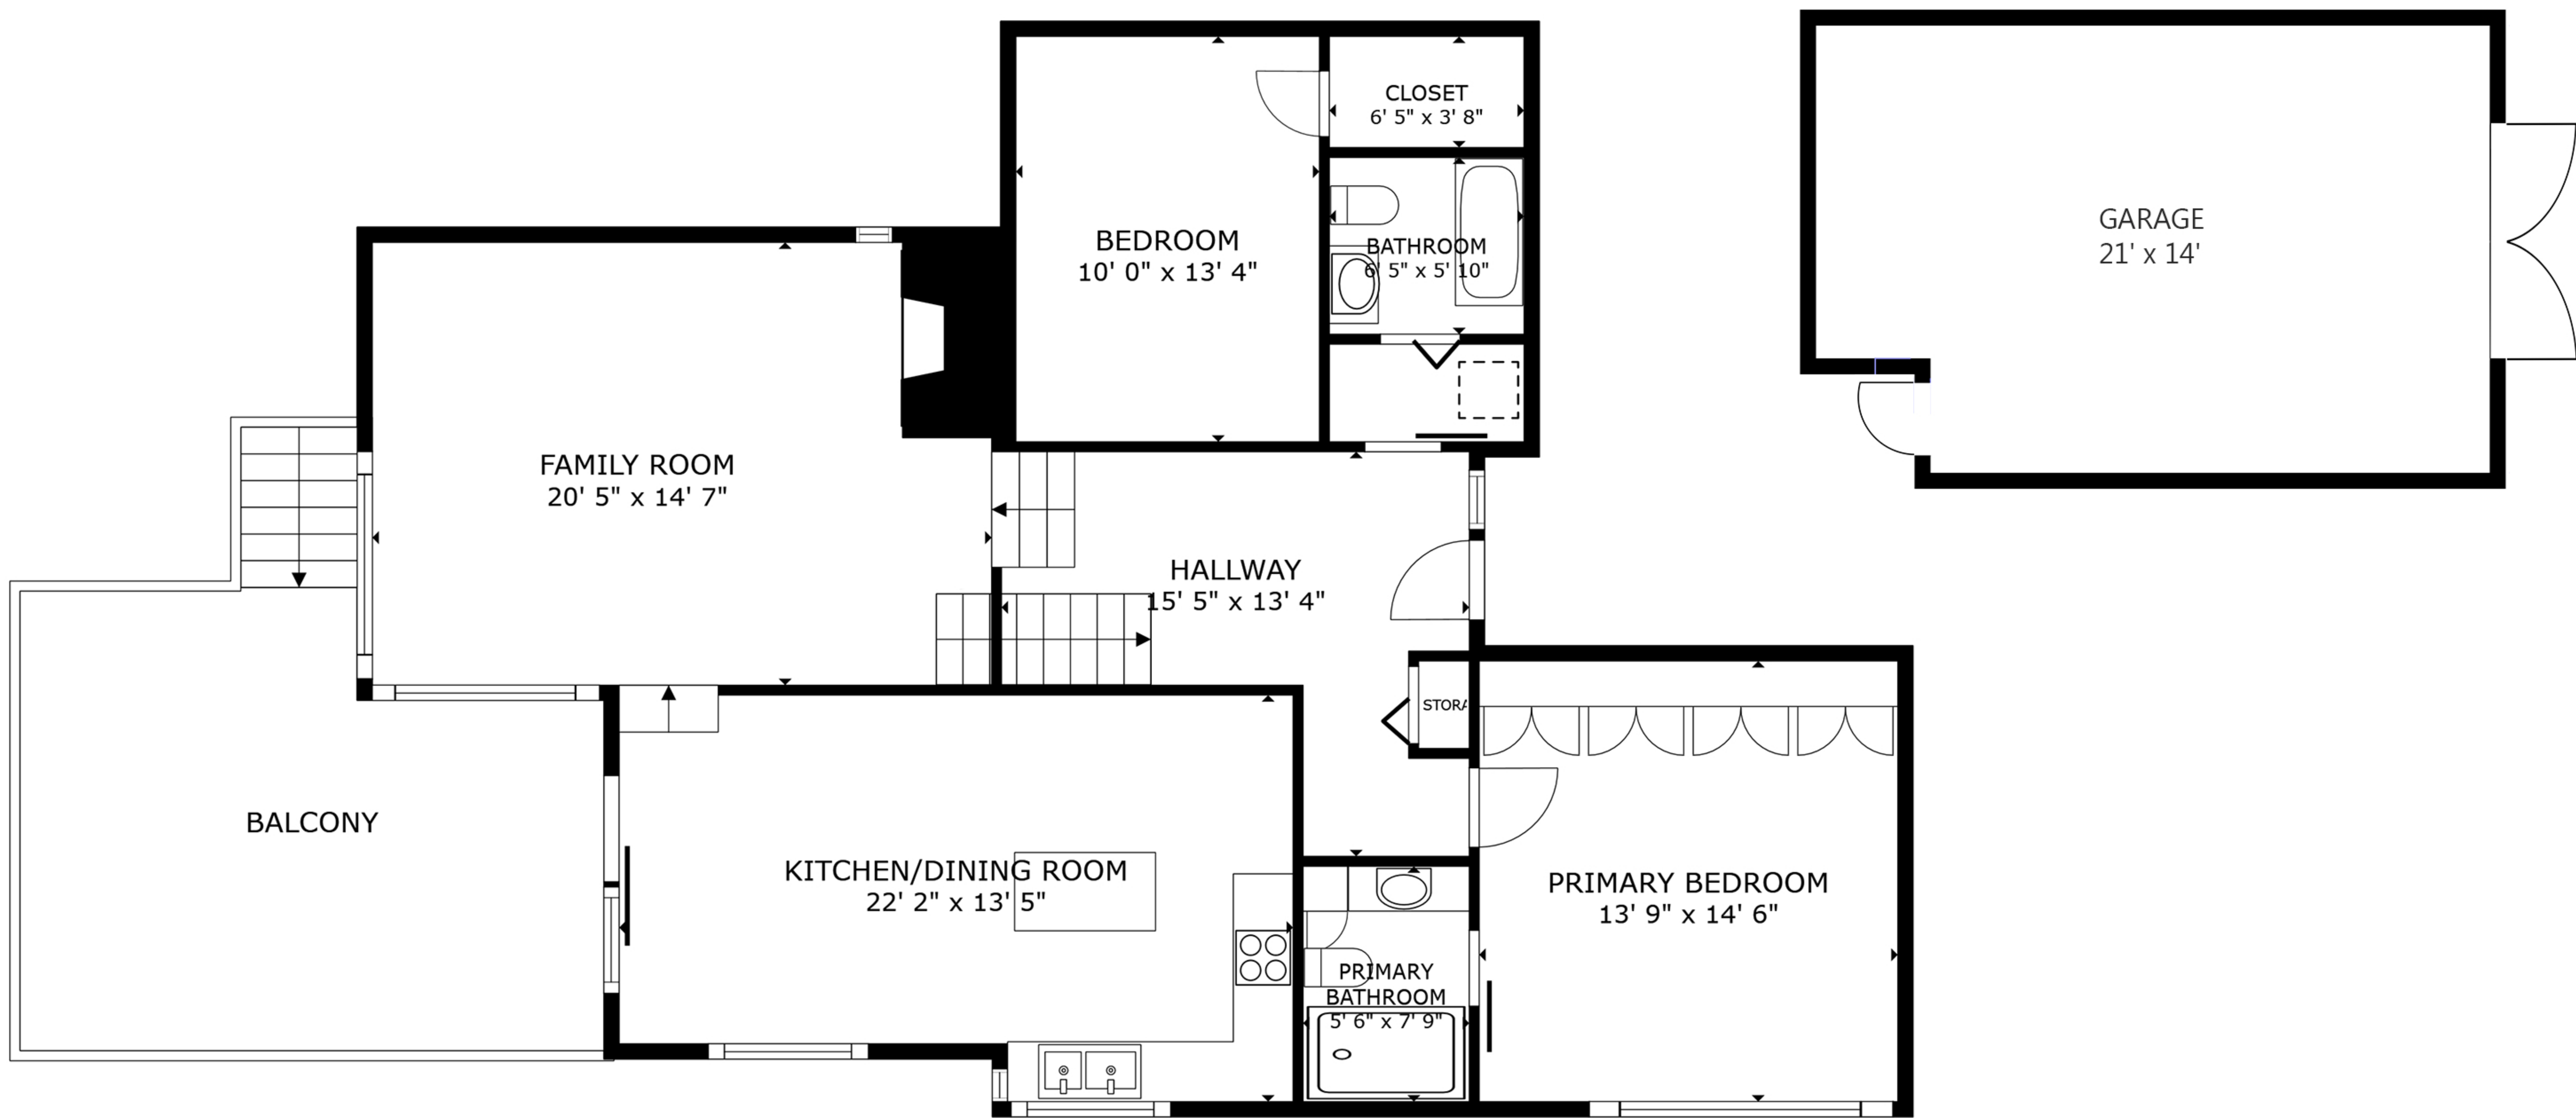 CLOSET
6' 5" x 3' 8"
GARAGE
21' x 14'
BEDROOM
10' 0" x 13' 4"
BATHROOM
6' 5" x 5' 10"
FAMILY ROOM
20' 5" x 14' 7"
HALLWAY
15' 5" x 13' 4"
STORA
BALCONY
KITCHEN/DINING ROOM
22' 2" x 13' 5"
PRIMARY BEDROOM
13' 9" x 14' 6"
PRIMARY
BATHROOM
5' 6" x 7' 9"